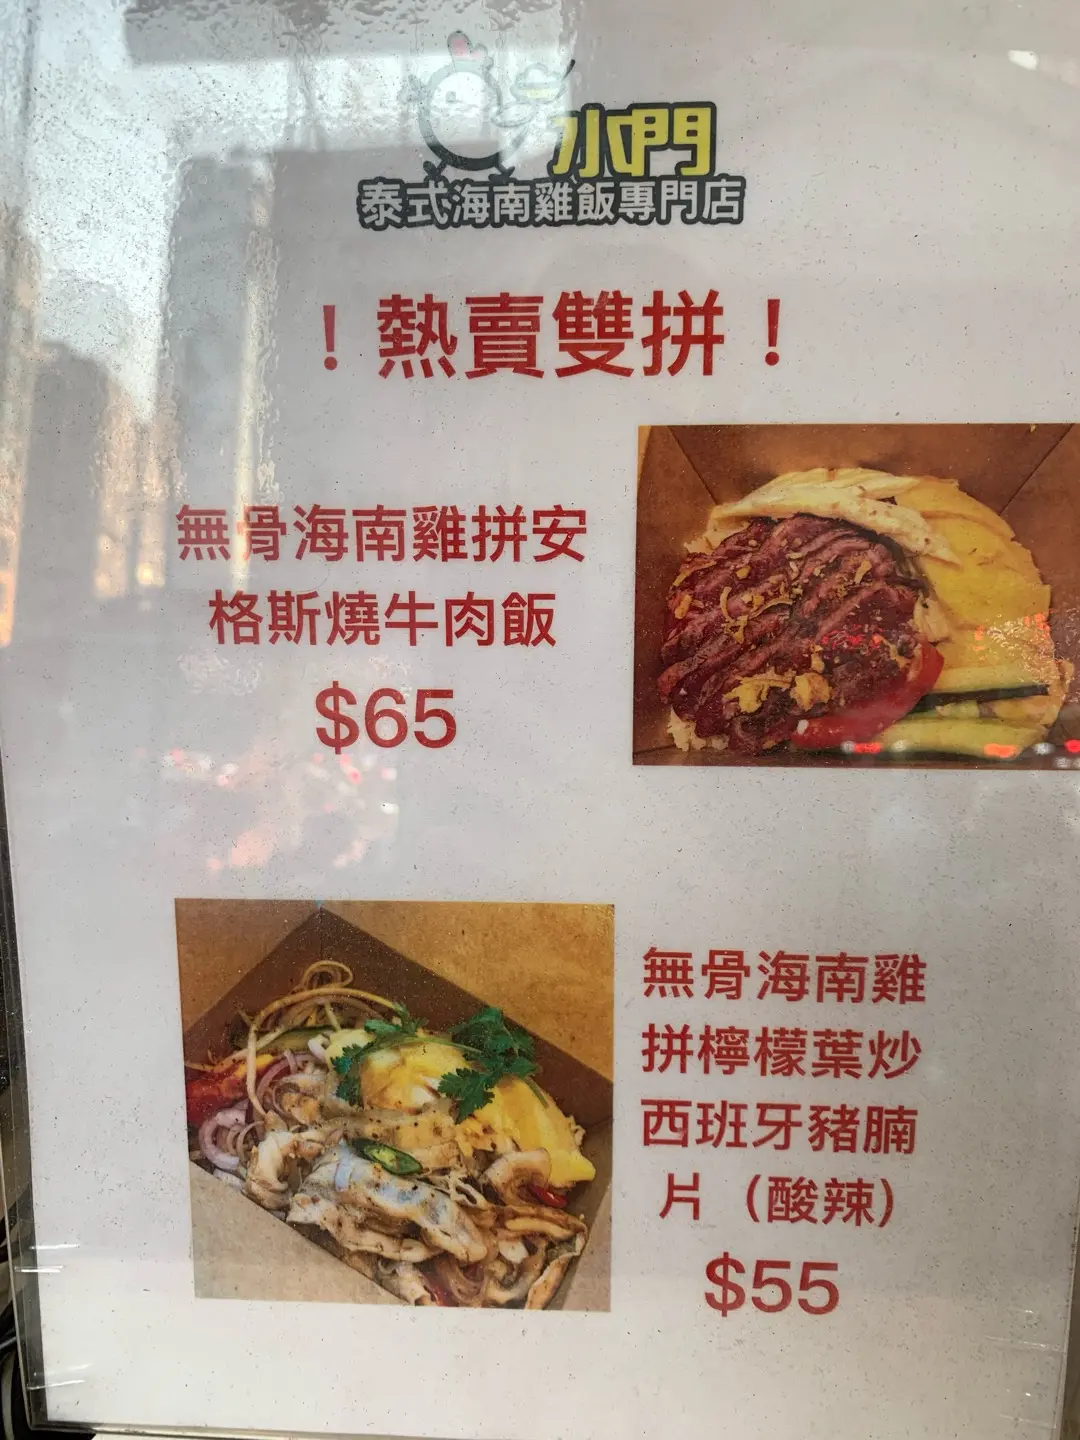 水門
泰式海南雞飯專門店
！熱賣雙拼！
無骨海南雞拼安
格斯燒牛肉飯
$65
無骨海南雞
拼檸檬葉炒
西班牙豬腩
片（酸辣）
$55